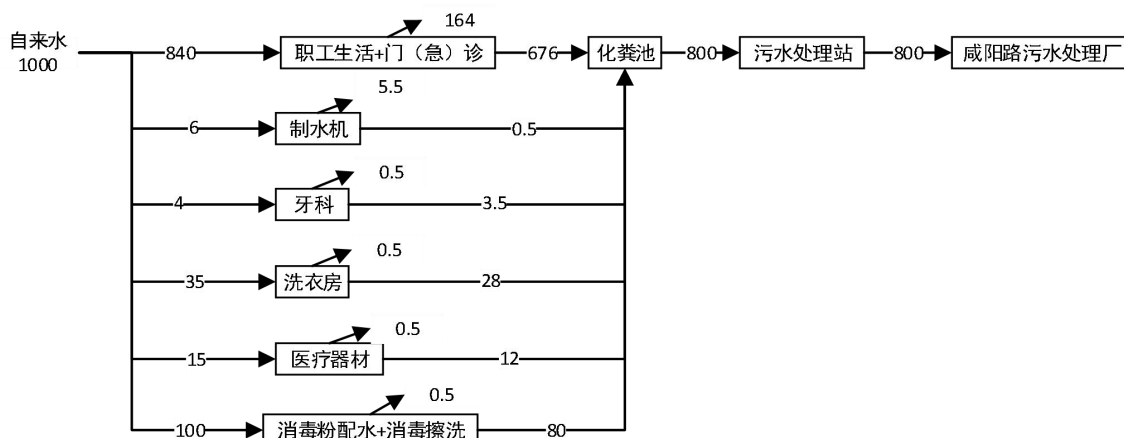 164
自来水
1000
840
职工生活+门（急）诊
676
化粪池
800
污水处理站
800
咸阳路污水处理厂
5.5
6
制水机
0.5
0.5
4
牙科
3.5
0.5
35
洗衣房
28
0.5
15
医疗器材
12
0.5
100
消毒粉配水+消毒擦洗
80